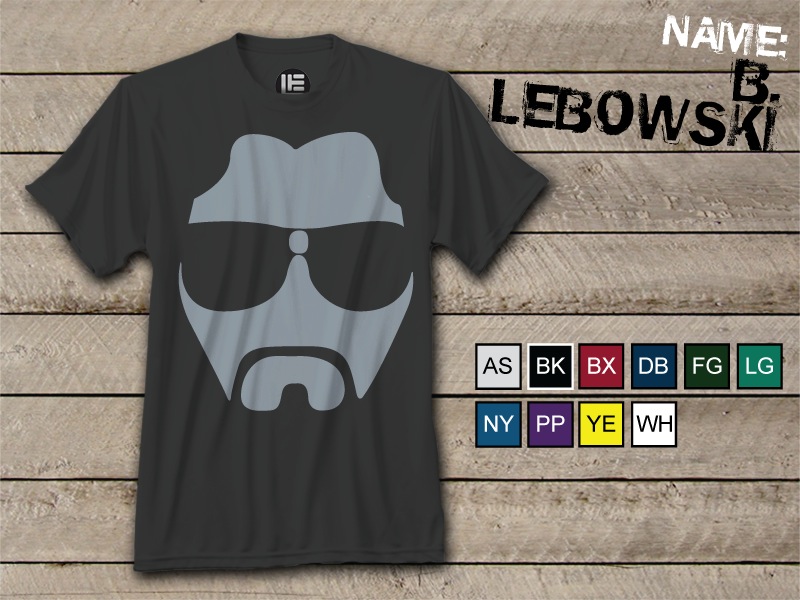 NAME:
B.
LEBOWSKI
AS BK BX DB FG LG
NY PP YE WH